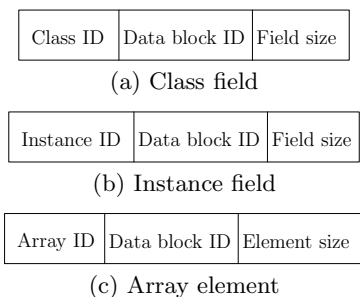 Class ID Data block ID Field size
(a) Class field
Instance ID Data block ID Field size
(b) Instance field
Array ID Data block ID Element size
(c) Array element